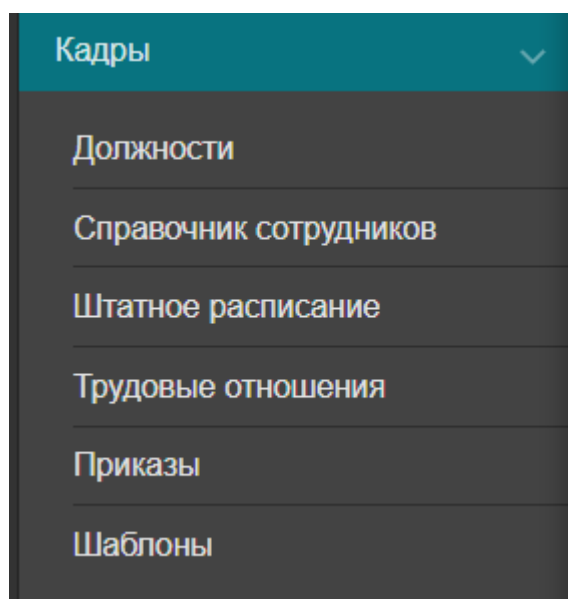 Кадры
Должности
Справочник сотрудников
Штатное расписание
Трудовые отношения
Приказы
Шаблоны